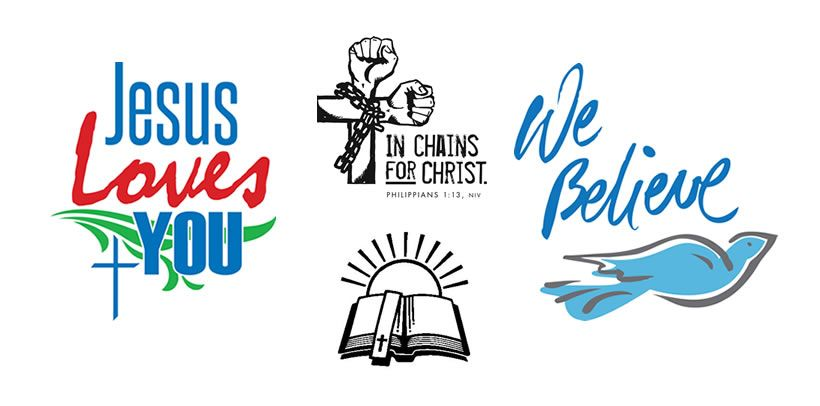 Jesus
Loves
YOU
IN CHAINS
FOR CHRIST.
PHILIPPIANS 1:13, NIV
We
Believe